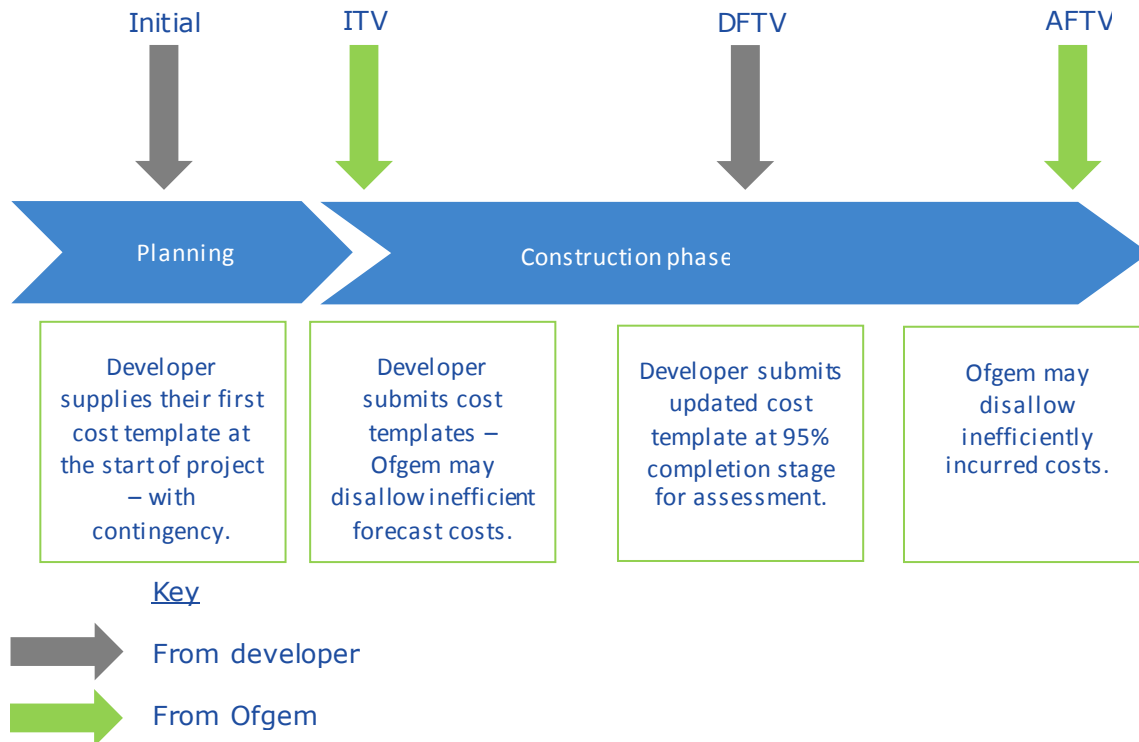 Initial
ITV
DFTV
AFTV
Planning
Construction phase
Developer
supplies their first
cost template at
the start of project
– with
contingency.
Developer
submits cost
templates –
Ofgem may
disallow inefficient
forecast costs.
Developer submits
updated cost
template at 95%
completion stage
for assessment.
Ofgem may
disallow
inefficiently
incurred costs.
Key
From developer
From Ofgem